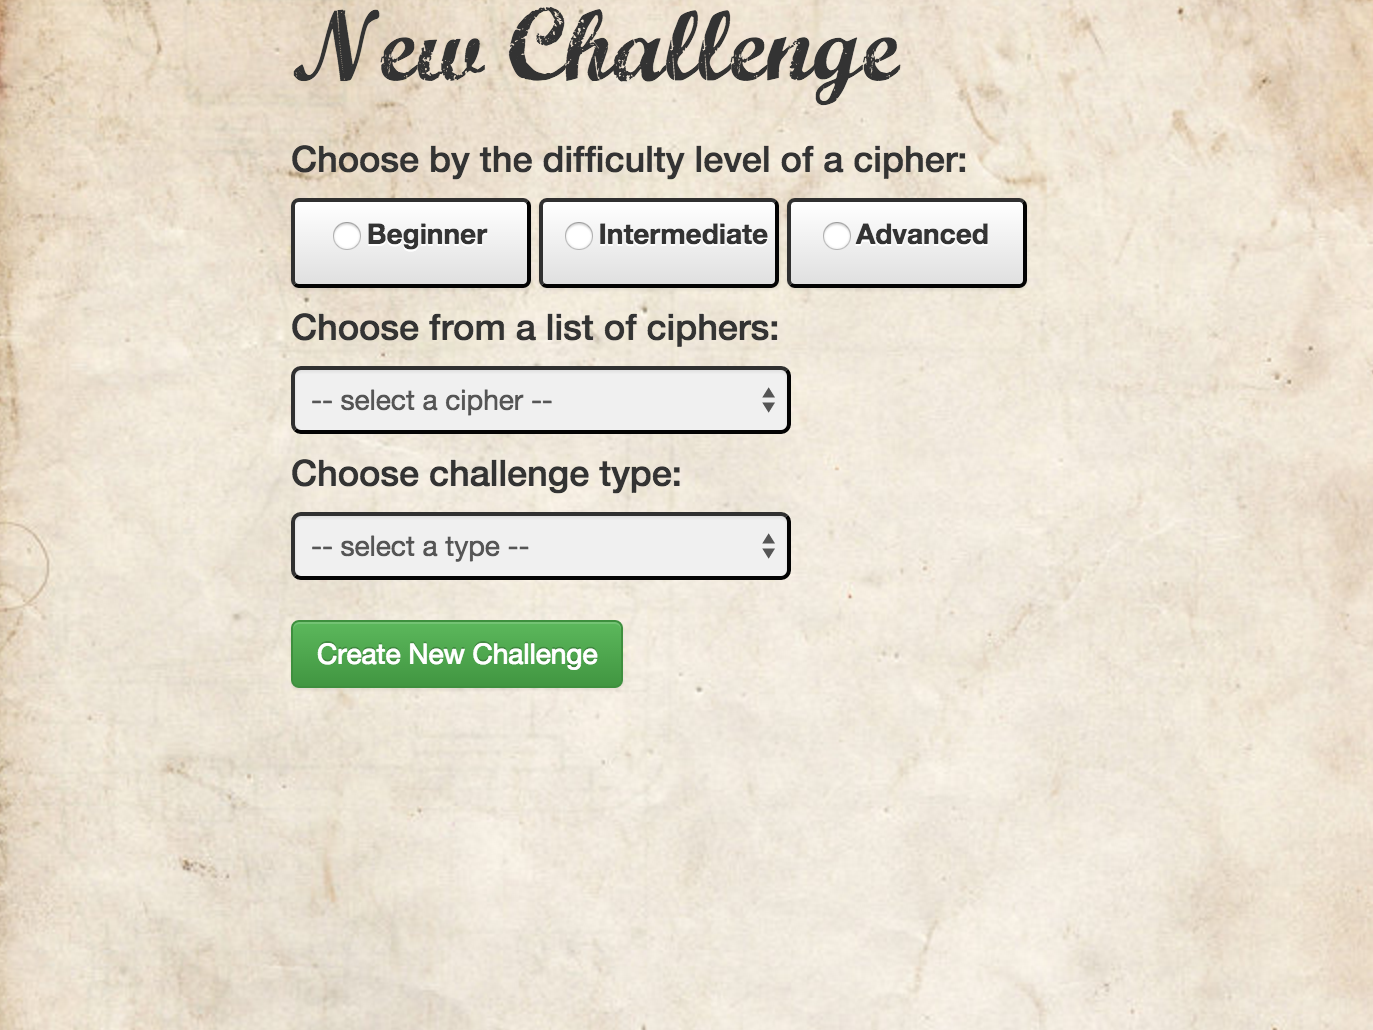 New Challenge
Choose by the difficulty level of a cipher:
Beginner Intermediate Advanced
Choose from a list of ciphers:
-- select a cipher --
Choose challenge type:
-- select a type --
Create New Challenge